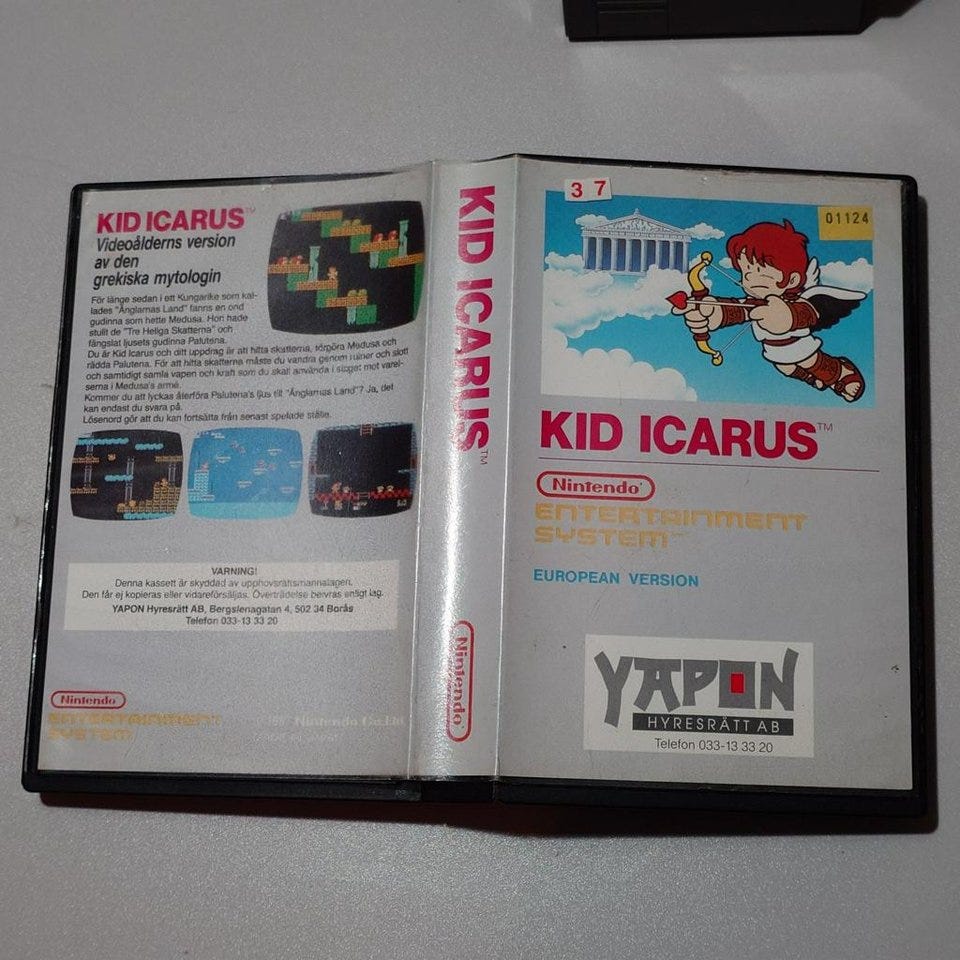 KID ICARUS™
Videoålderns version
av den
grekiska mytologin
För länge sedan i ett Kungarike som kal-
lades "Änglarnas Land" fanns en ond
gudinna som hette Medusa. Hon hade
stulit de "Tre Heliga Skatterna" och
fängslat ljusets gudinna Palutena.
Du är Kid Icarus och ditt uppdrag är att hitta skatterna, förgöra Medusa och
rädda Palutena. För att hitta skatterna måste du vandra genom ruiner och slott
och samtidigt samla vapen och kraft som du skall använda i slaget mot varel-
serna i Medusa's armé.
Kommer du att lyckas återföra Palutena's ljus till "Änglarnas Land"? Ja, det
kan endast du svara på.
Lösenord gör att du kan fortsätta från senast spelade ställe.
VARNING!
Denna kassett är skyddad av upphovsrättsmannalagen.
Den får ej kopieras eller vidareförsäljas. Överträdelse beivras enligt lag.
YAPON Hyresrätt AB, Bergslenagatan 4, 502 34 Borås
Telefon 033-13 33 20
Nintendo
ENTERTAINMENT
SYSTEM
Nintendo Co.Ltd
KID ICARUS™
Nintendo
3 7
01124
KID ICARUS™
Nintendo
ENTERTAINMENT
SYSTEM™
EUROPEAN VERSION
YAPON
HYRESRÄTT AB
Telefon 033-13 33 20